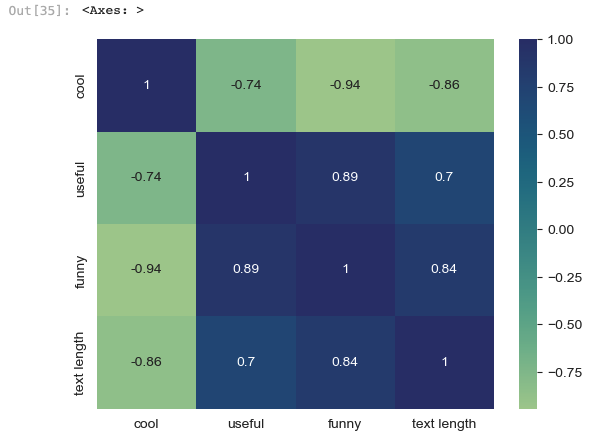 Out[35]: <Axes: >
cool 1 -0.74 -0.94 -0.86
useful -0.74 1 0.89 0.7
funny -0.94 0.89 1 0.84
text length -0.86 0.7 0.84 1
cool useful funny text length
1.00
0.75
0.50
0.25
0.00
−0.25
−0.50
−0.75